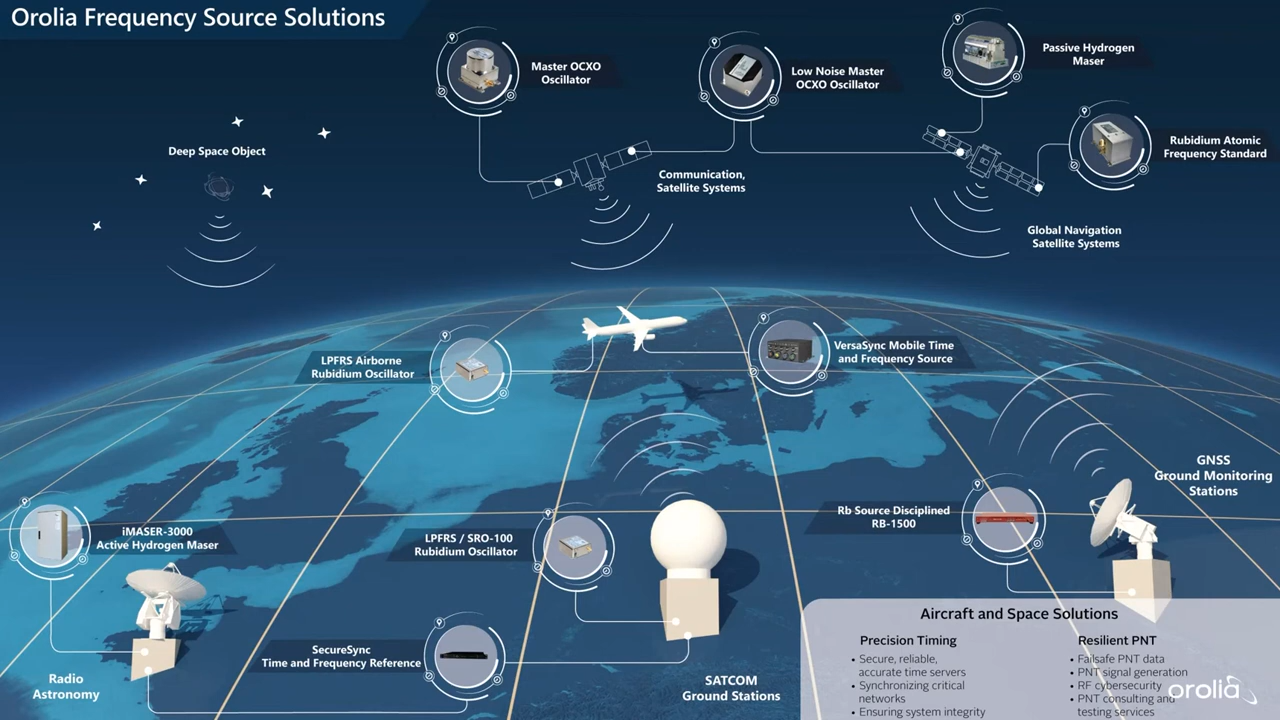 Orolia Frequency Source Solutions
Master OCXO
Oscillator
Low Noise Master
OCXO Oscillator
Passive Hydrogen
Maser
Rubidium Atomic
Frequency Standard
Deep Space Object
Communication,
Satellite Systems
Global Navigation
Satellite Systems
LPFRS Airborne
Rubidium Oscillator
VersaSync Mobile Time
and Frequency Source
GNSS
Ground Monitoring
Stations
iMASER-3000
Active Hydrogen Maser
LPFRS / SRO-100
Rubidium Oscillator
Rb Source Disciplined
RB-1500
SecureSync
Time and Frequency Reference
Radio
Astronomy
SATCOM
Ground Stations
Aircraft and Space Solutions
Precision Timing
• Secure, reliable,
accurate time servers
• Synchronizing critical
networks
• Ensuring system integrity
Resilient PNT
• Failsafe PNT data
• PNT signal generation
• RF cybersecurity
• PNT consulting and
testing services
orolia